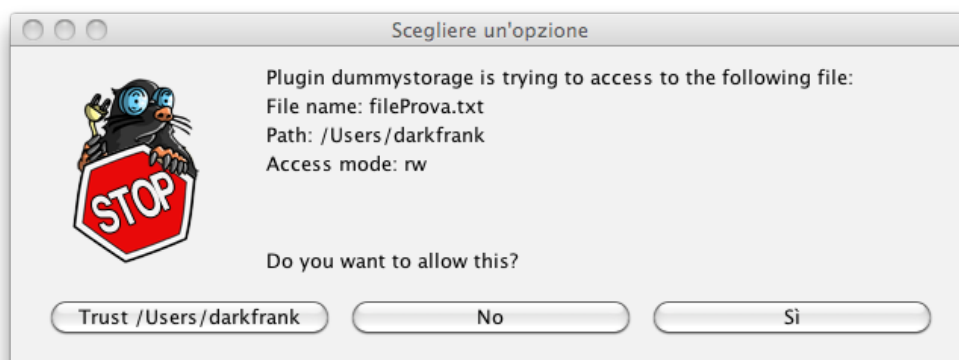 Scegliere un'opzione
Plugin dummystorage is trying to access to the following file:
File name: fileProva.txt
Path: /Users/darkfrank
Access mode: rw
STOP
Do you want to allow this?
Trust /Users/darkfrank
No
Sì